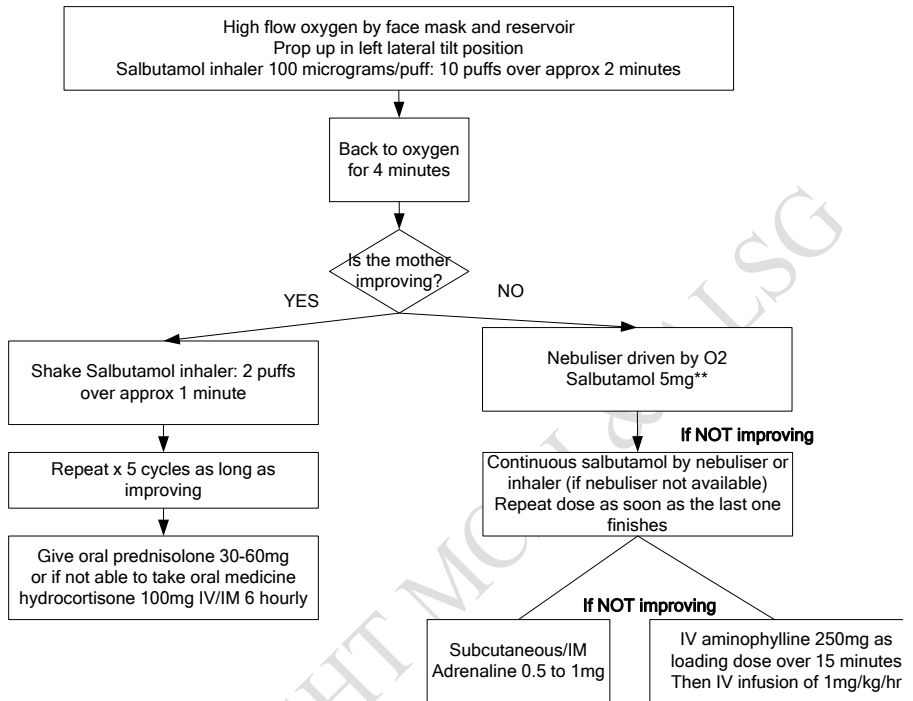 High flow oxygen by face mask and reservoir
Prop up in left lateral tilt position
Salbutamol inhaler 100 micrograms/puff: 10 puffs over approx 2 minutes
Back to oxygen
for 4 minutes
Is the mother
improving?
YES
NO
Shake Salbutamol inhaler: 2 puffs
over approx 1 minute
Nebuliser driven by O2
Salbutamol 5mg**
If NOT improving
Repeat x 5 cycles as long as
improving
Continuous salbutamol by nebuliser or
inhaler (if nebuliser not available)
Repeat dose as soon as the last one
finishes
Give oral prednisolone 30-60mg
or if not able to take oral medicine
hydrocortisone 100mg IV/IM 6 hourly
If NOT improving
Subcutaneous/IM
Adrenaline 0.5 to 1mg
IV aminophylline 250mg as
loading dose over 15 minutes
Then IV infusion of 1mg/kg/hr